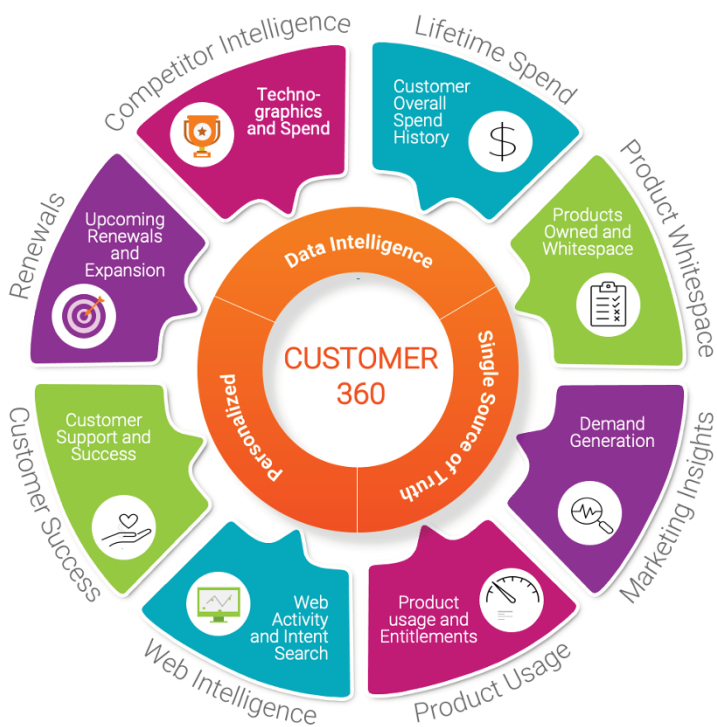 Competitor Intelligence
Techno-
graphics
and Spend
Lifetime Spend
Customer
Overall
Spend
History
Product Whitespace
Products
Owned and
Whitespace
Marketing Insights
Demand
Generation
Product Usage
Product
usage and
Entitlements
Web Intelligence
Web
Activity
and Intent
Search
Customer Success
Customer
Support and
Success
Renewals
Upcoming
Renewals
and
Expansion
Data Intelligence
Single Source of Truth
Personalized
CUSTOMER
360